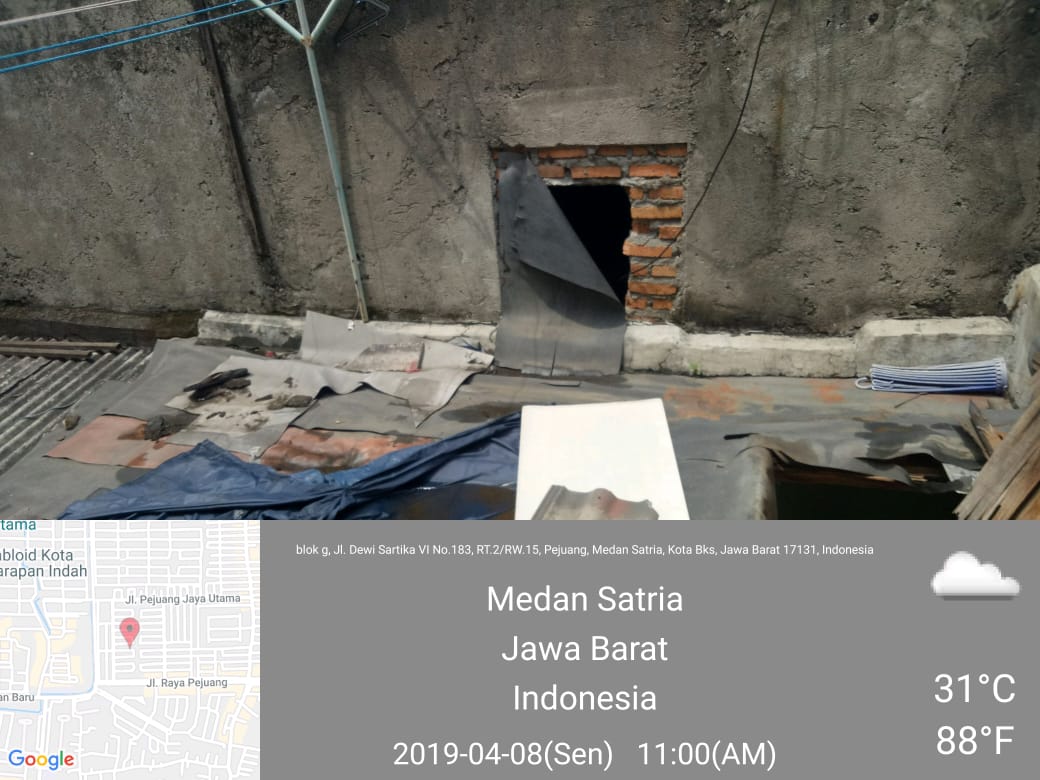 tama
abloid Kota
arapan Indah
Jl. Pejuang Jaya Utama
Jl. Raya Pejuang
an Baru
Google
blok g, Jl. Dewi Sartika VI No.183, RT.2/RW.15, Pejuang, Medan Satria, Kota Bks, Jawa Barat 17131, Indonesia
Medan Satria
Jawa Barat
Indonesia
31°C
88°F
2019-04-08(Sen) 11:00(AM)